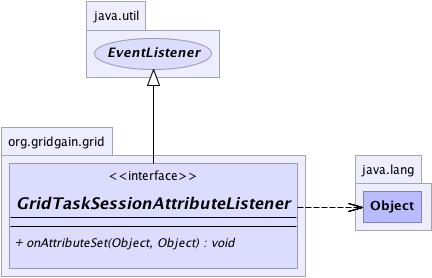 java.util
EventListener
org.gridgain.grid
<<interface>>
GridTaskSessionAttributeListener
+ onAttributeSet(Object, Object) : void
java.lang
Object